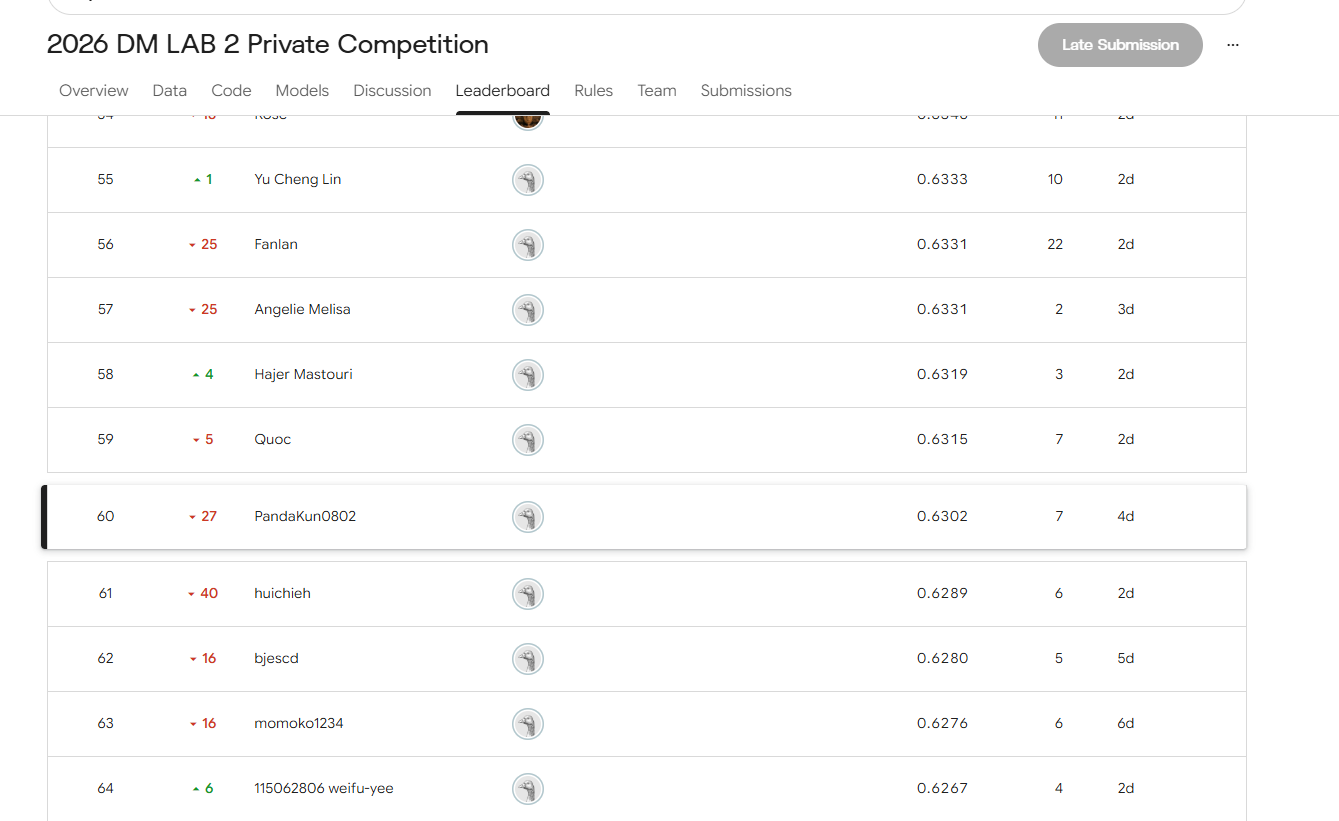 2026 DM LAB 2 Private Competition
Late Submission
...
Overview Data Code Models Discussion Leaderboard Rules Team Submissions
55 1 Yu Cheng Lin 0.6333 10 2d
56 25 Fanlan 0.6331 22 2d
57 25 Angelie Melisa 0.6331 2 3d
58 4 Hajer Mastouri 0.6319 3 2d
59 5 Quoc 0.6315 7 2d
60 27 PandaKun0802 0.6302 7 4d
61 40 huichieh 0.6289 6 2d
62 16 bjescd 0.6280 5 5d
63 16 momoko1234 0.6276 6 6d
64 6 115062806 weifu-yee 0.6267 4 2d